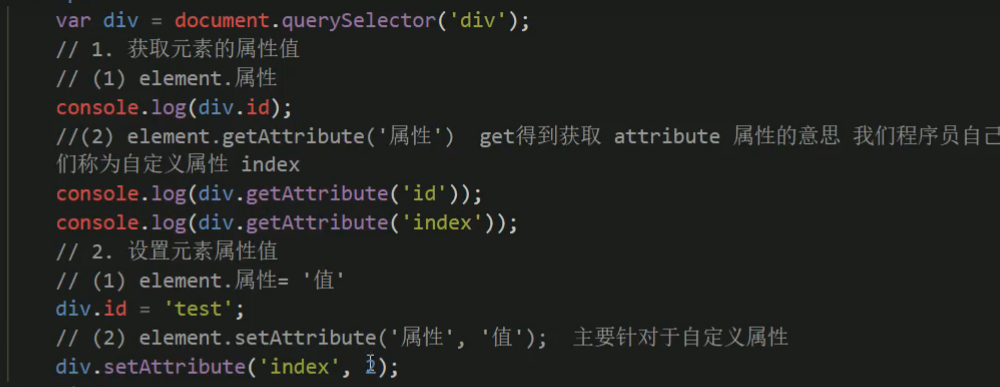 var div = document.querySelector('div');
// 1. 获取元素的属性值
// (1) element.属性
console.log(div.id);
//(2) element.getAttribute('属性')  get得到获取 attribute 属性的意思 我们程序员自己
们称为自定义属性 index
console.log(div.getAttribute('id'));
console.log(div.getAttribute('index'));
// 2. 设置元素属性值
// (1) element.属性= '值'
div.id = 'test';
// (2) element.setAttribute('属性', '值');  主要针对于自定义属性
div.setAttribute('index', 2);